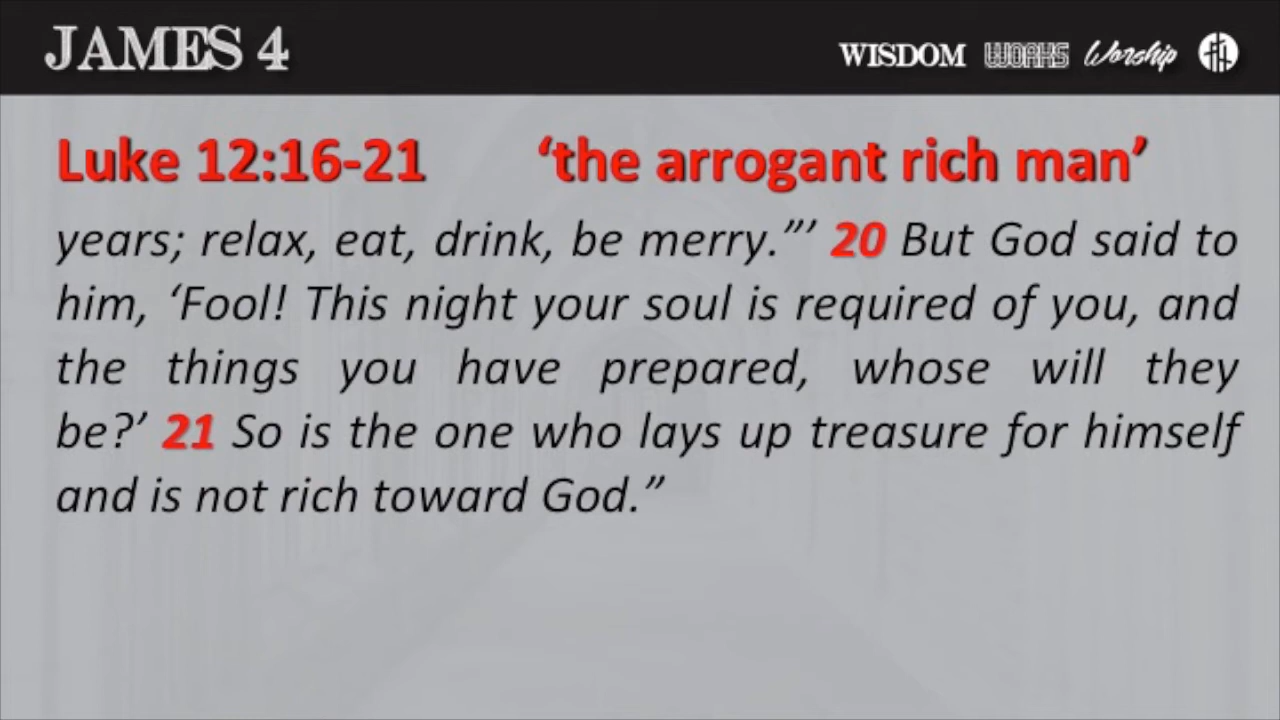 JAMES 4
WISDOM WORKS Worship
Luke 12:16-21 ‘the arrogant rich man’
years; relax, eat, drink, be merry.”’ 20 But God said to
him, ‘Fool! This night your soul is required of you, and
the things you have prepared, whose will they
be?’ 21 So is the one who lays up treasure for himself
and is not rich toward God.”